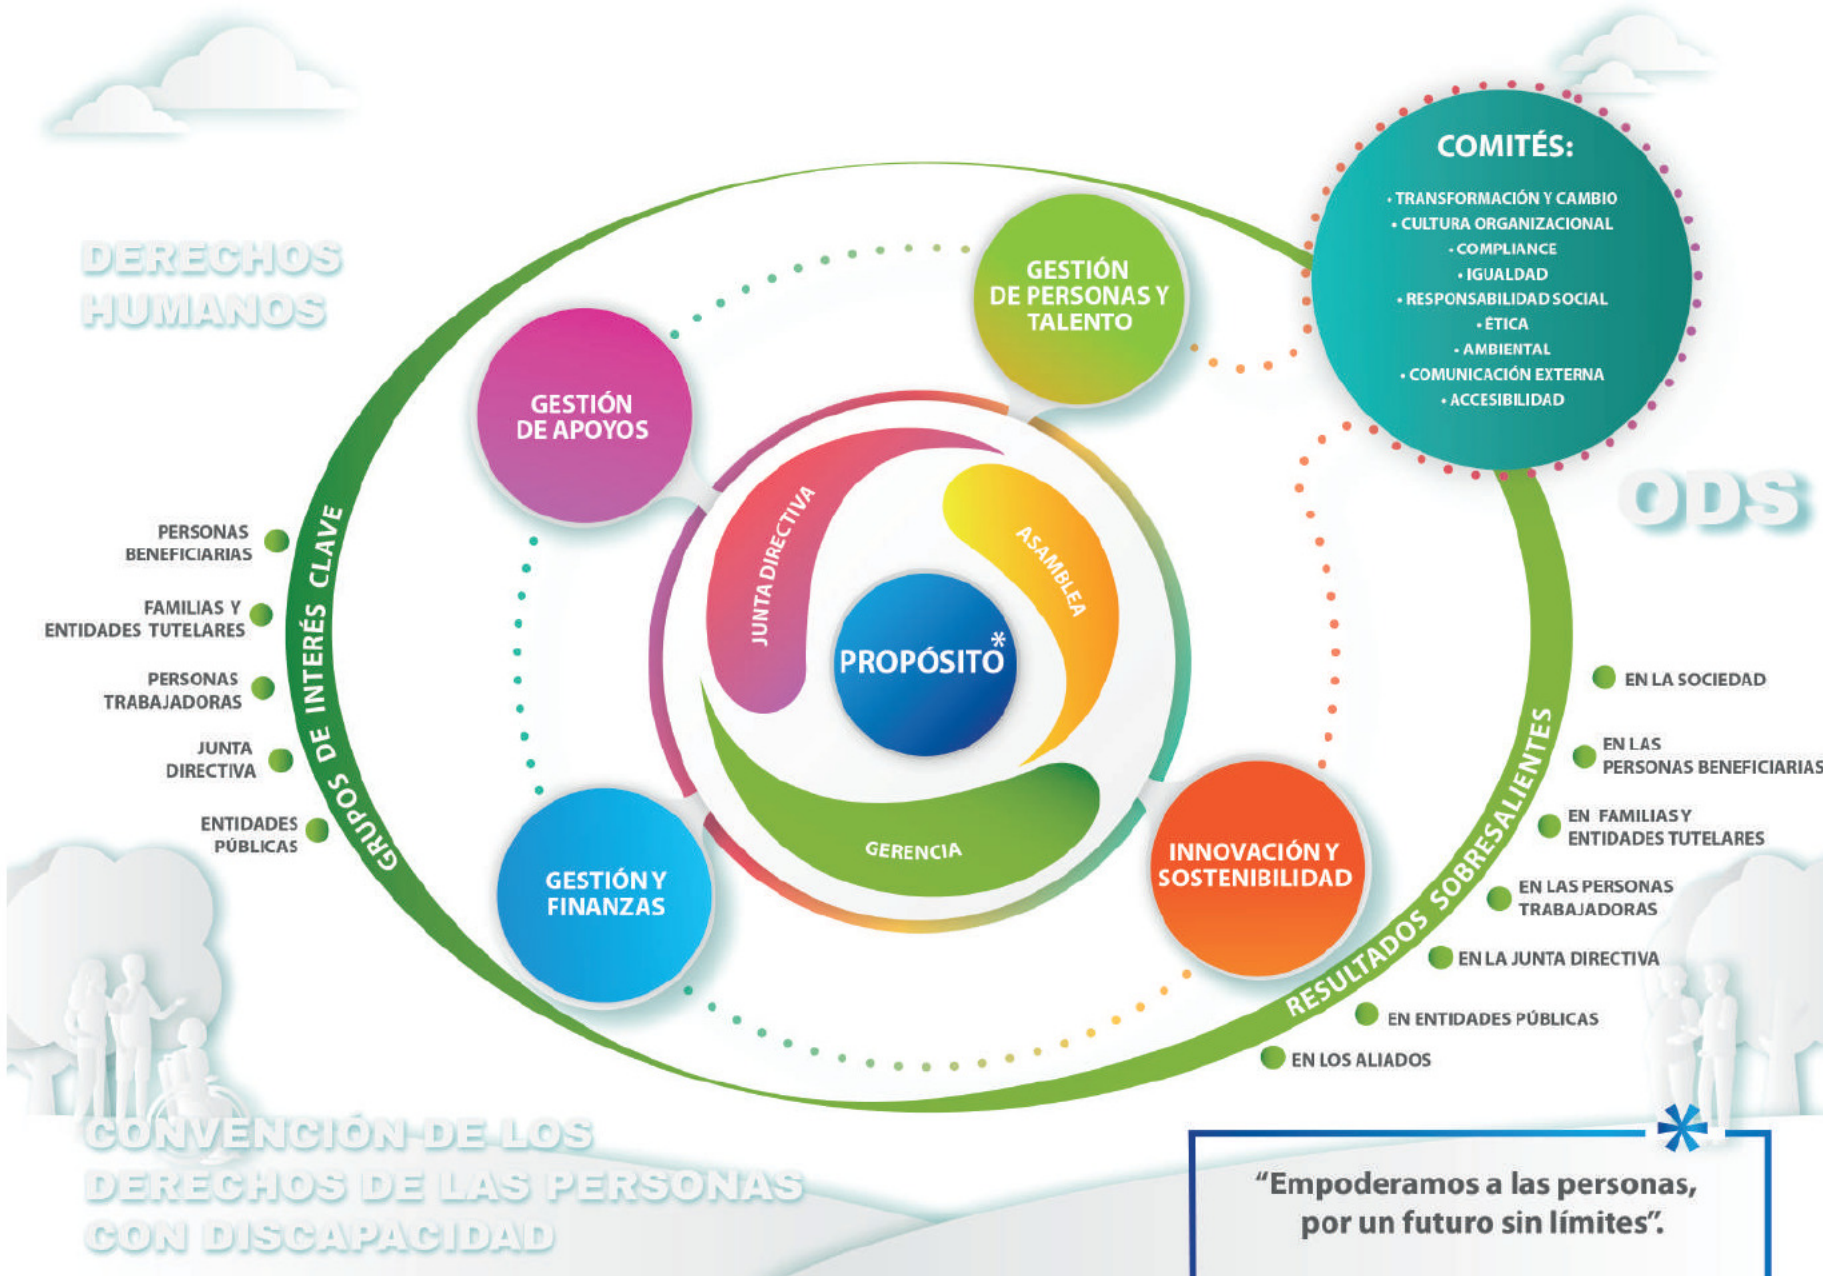 DERECHOS
HUMANOS
COMITÉS:
• TRANSFORMACIÓN Y CAMBIO
• CULTURA ORGANIZACIONAL
• COMPLIANCE
• IGUALDAD
• RESPONSABILIDAD SOCIAL
• ÉTICA
• AMBIENTAL
• COMUNICACIÓN EXTERNA
• ACCESIBILIDAD
GESTIÓN
DE PERSONAS Y
TALENTO
GESTIÓN
DE APOYOS
ODS
GRUPOS DE INTERÉS CLAVE
PERSONAS
BENEFICIARIAS
FAMILIAS Y
ENTIDADES TUTELARES
PERSONAS
TRABAJADORAS
JUNTA
DIRECTIVA
ENTIDADES
PÚBLICAS
JUNTA DIRECTIVA
ASAMBLEA
PROPÓSITO*
GERENCIA
GESTIÓN Y
FINANZAS
INNOVACIÓN Y
SOSTENIBILIDAD
RESULTADOS SOBRESALIENTES
EN LA SOCIEDAD
EN LAS
PERSONAS BENEFICIARIAS
EN FAMILIAS Y
ENTIDADES TUTELARES
EN LAS PERSONAS
TRABAJADORAS
EN LA JUNTA DIRECTIVA
EN ENTIDADES PÚBLICAS
EN LOS ALIADOS
CONVENCIÓN DE LOS
DERECHOS DE LAS PERSONAS
CON DISCAPACIDAD
*
“Empoderamos a las personas,
por un futuro sin límites”.